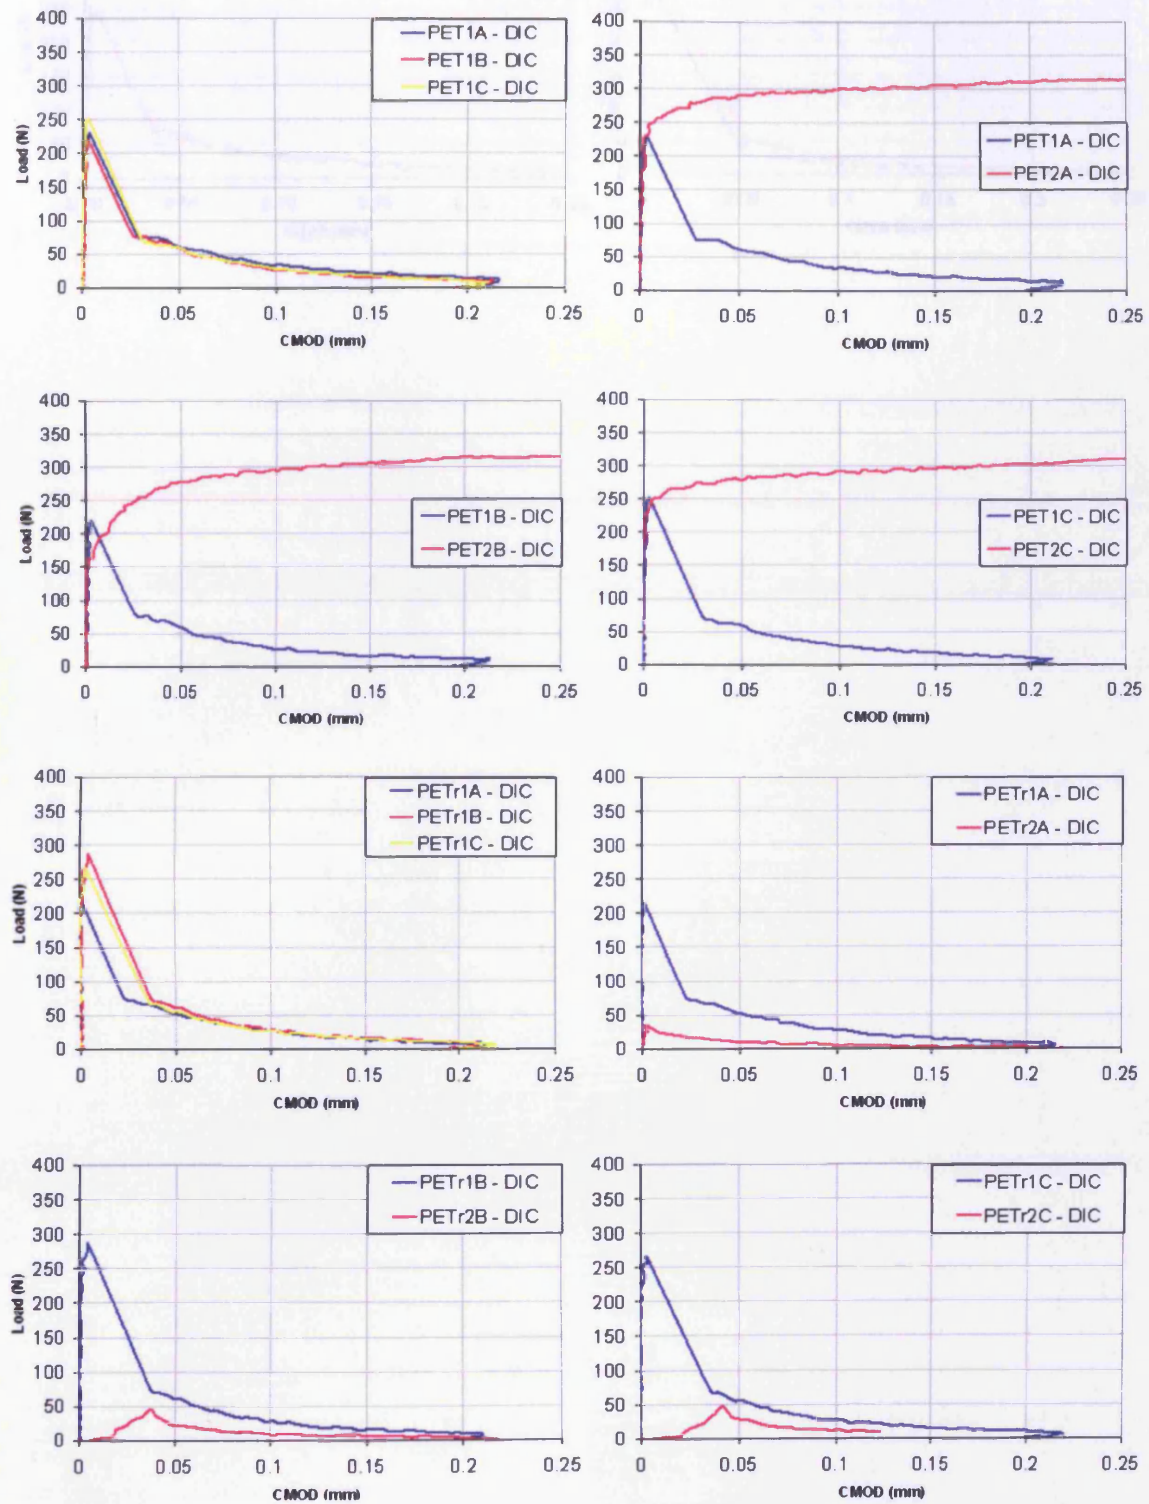 400
350
300
250
200
150
100
50
0
Load (N)
PET1A - DIC
PET1B - DIC
PET1C - DIC
0 0.05 0.1 0.15 0.2 0.25
CMOD (mm)
400
350
300
250
200
150
100
50
0
PET1A - DIC
PET2A - DIC
0 0.05 0.1 0.15 0.2 0.25
CMOD (mm)
400
350
300
250
200
150
100
50
0
Load (N)
PET1B - DIC
PET2B - DIC
0 0.05 0.1 0.15 0.2 0.25
CMOD (mm)
400
350
300
250
200
150
100
50
0
PET1C - DIC
PET2C - DIC
0 0.05 0.1 0.15 0.2 0.25
CMOD (mm)
400
350
300
250
200
150
100
50
0
Load (N)
PETr1A - DIC
PETr1B - DIC
PETr1C - DIC
0 0.05 0.1 0.15 0.2 0.25
CMOD (mm)
400
350
300
250
200
150
100
50
0
PETr1A - DIC
PETr2A - DIC
0 0.05 0.1 0.15 0.2 0.25
CMOD (mm)
400
350
300
250
200
150
100
50
0
Load (N)
PETr1B - DIC
PETr2B - DIC
0 0.05 0.1 0.15 0.2 0.25
CMOD (mm)
400
350
300
250
200
150
100
50
0
PETr1C - DIC
PETr2C - DIC
0 0.05 0.1 0.15 0.2 0.25
CMOD (mm)